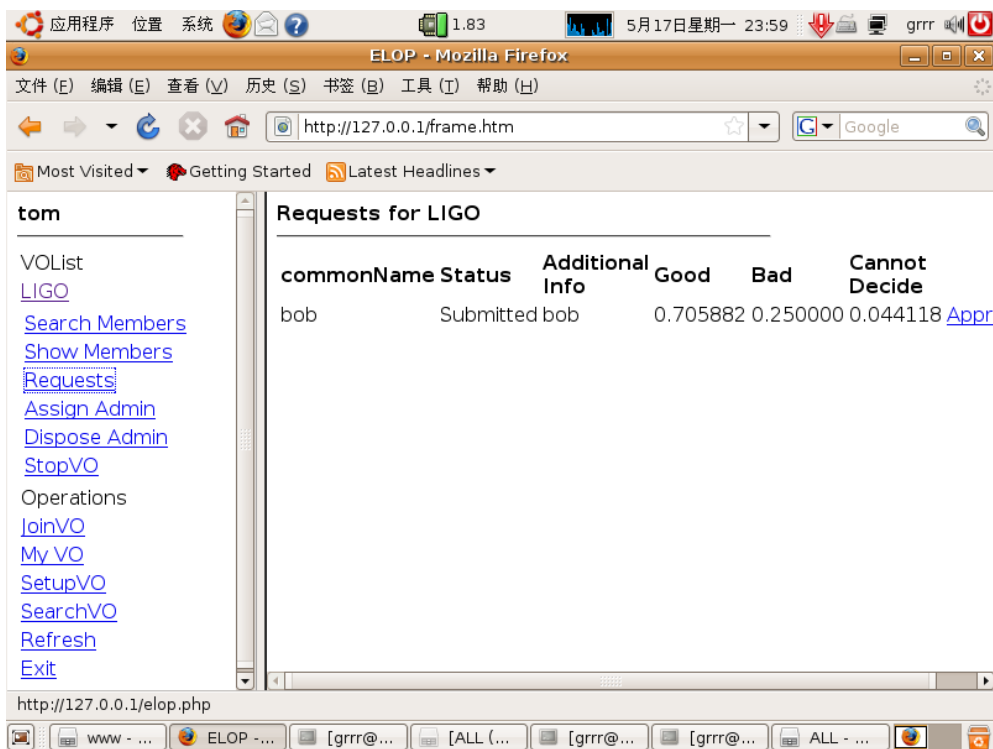 应用程序 位置 系统 1.83 5月17日星期一 23:59 grrr
ELOP - Mozilla Firefox
文件 (F) 编辑 (E) 查看 (V) 历史 (S) 书签 (B) 工具 (T) 帮助 (H)
http://127.0.0.1/frame.htm Google
Most Visited Getting Started Latest Headlines
tom
VOList
LIGO
Search Members
Show Members
Requests
Assign Admin
Dispose Admin
StopVO
Operations
JoinVO
My VO
SetupVO
SearchVO
Refresh
Exit
Requests for LIGO
commonName Status Additional Info Good Bad Cannot Decide
bob Submitted bob 0.705882 0.250000 0.044118 Appr
http://127.0.0.1/elop.php
www - ... ELOP -... [grrr@... [ALL (... [grrr@... [grrr@... ALL - ...